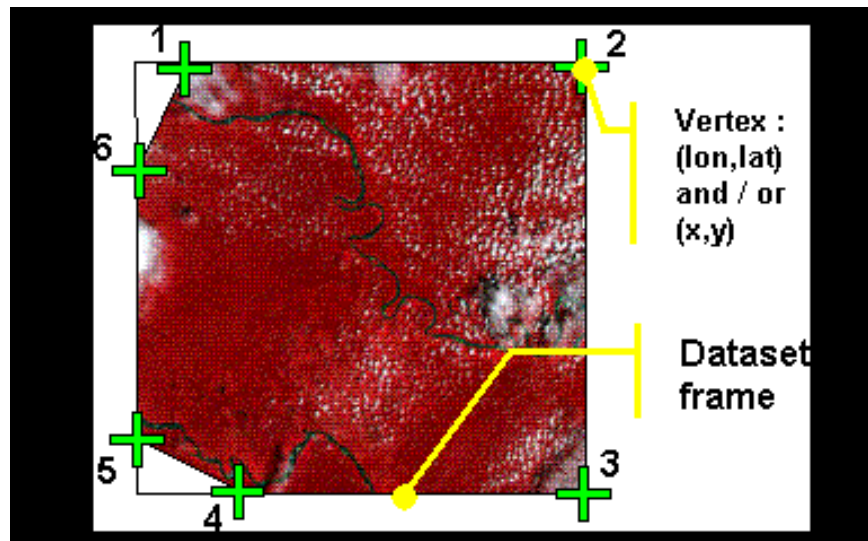 1
2
Vertex :
(lon,lat)
and / or
(x,y)
6
Dataset
frame
5
4
3